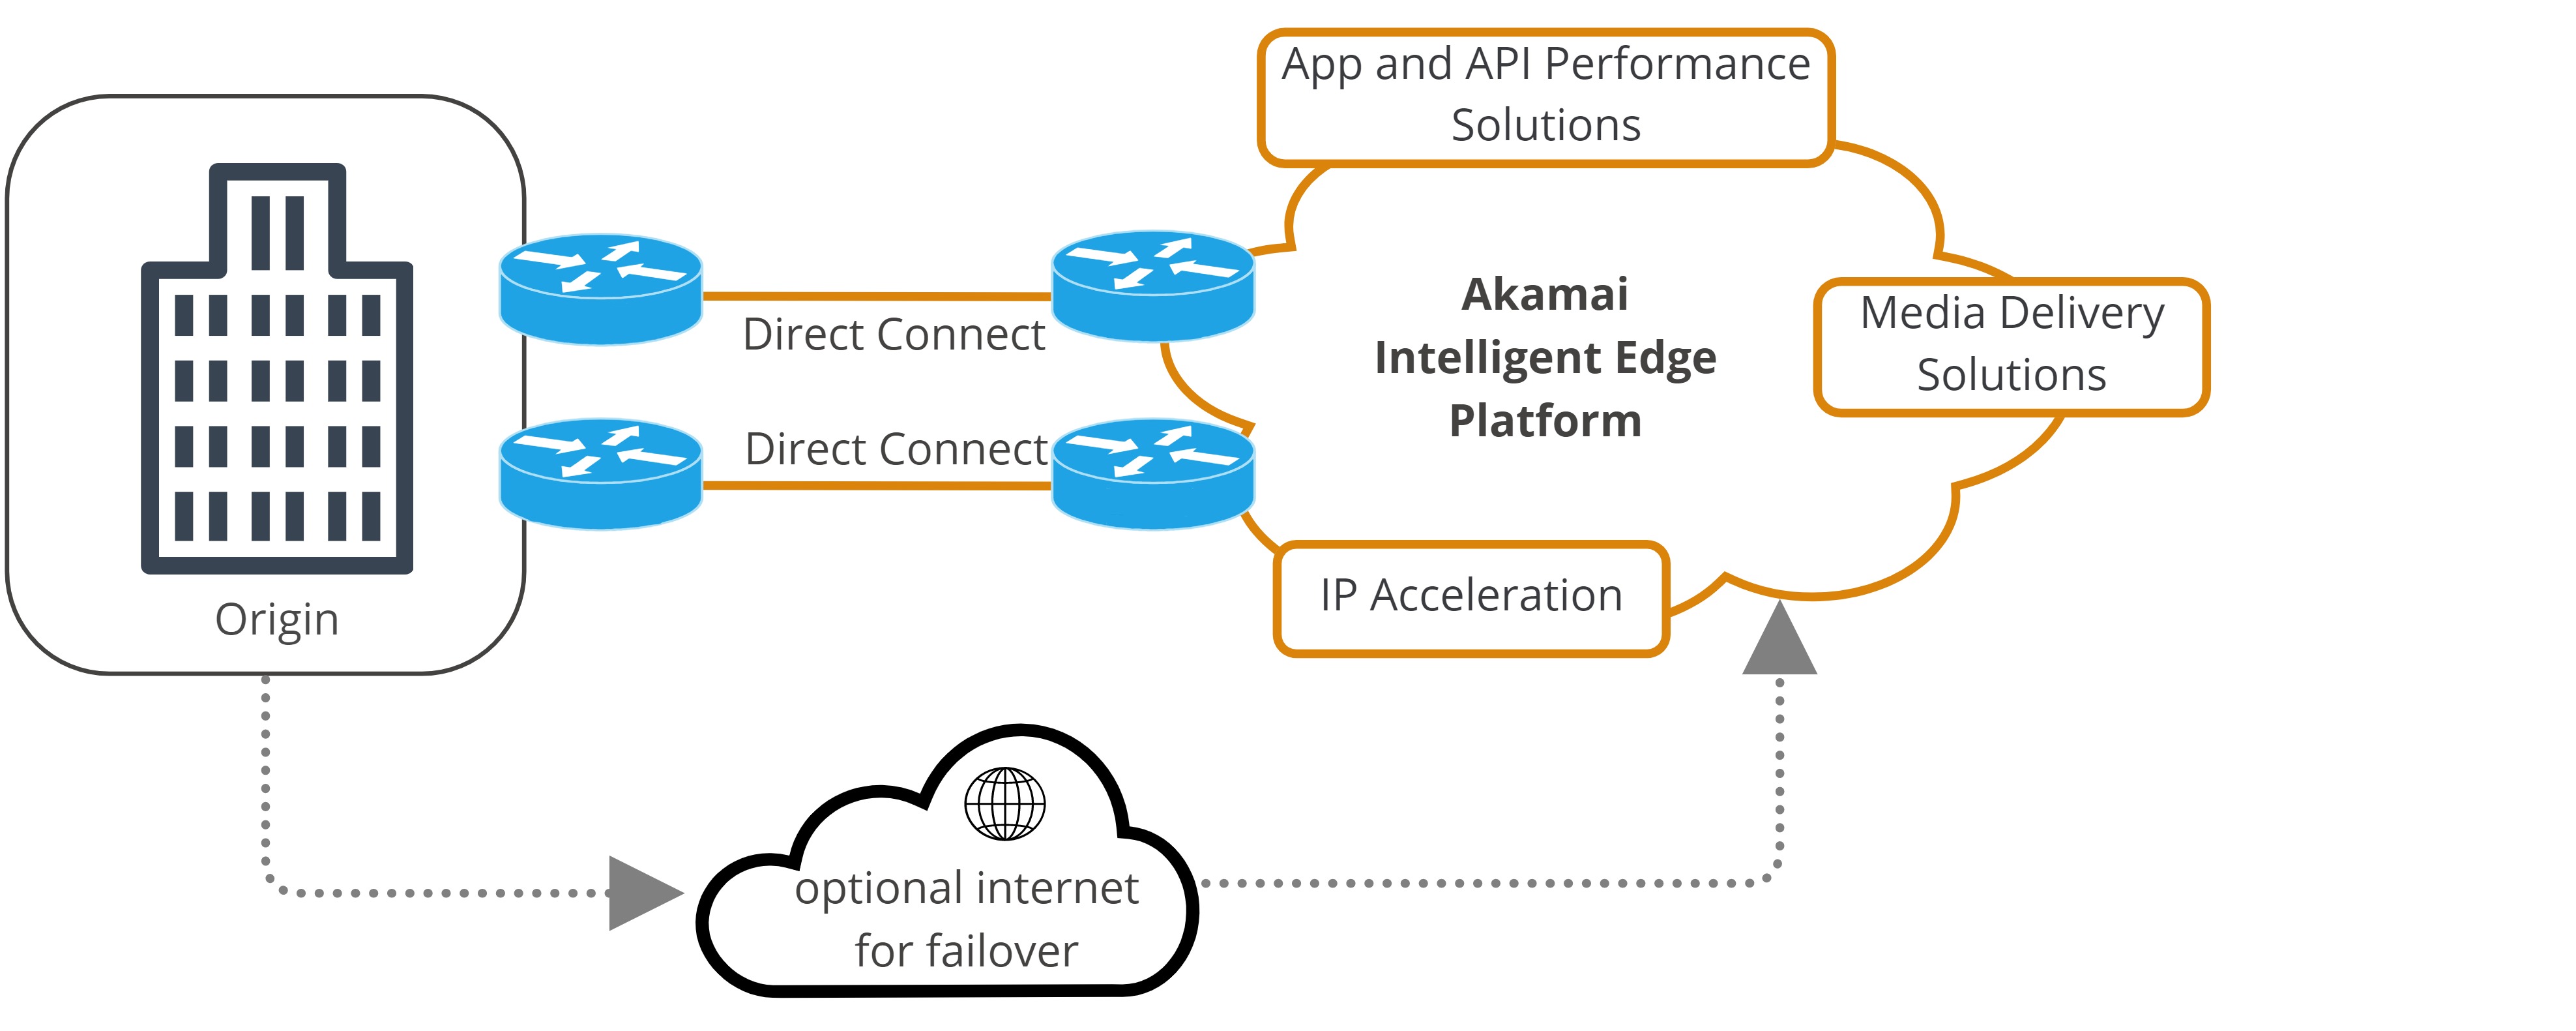 App and API Performance
Solutions
Akamai
Intelligent Edge
Platform
Media Delivery
Solutions
Direct Connect
Direct Connect
IP Acceleration
Origin
optional internet
for failover